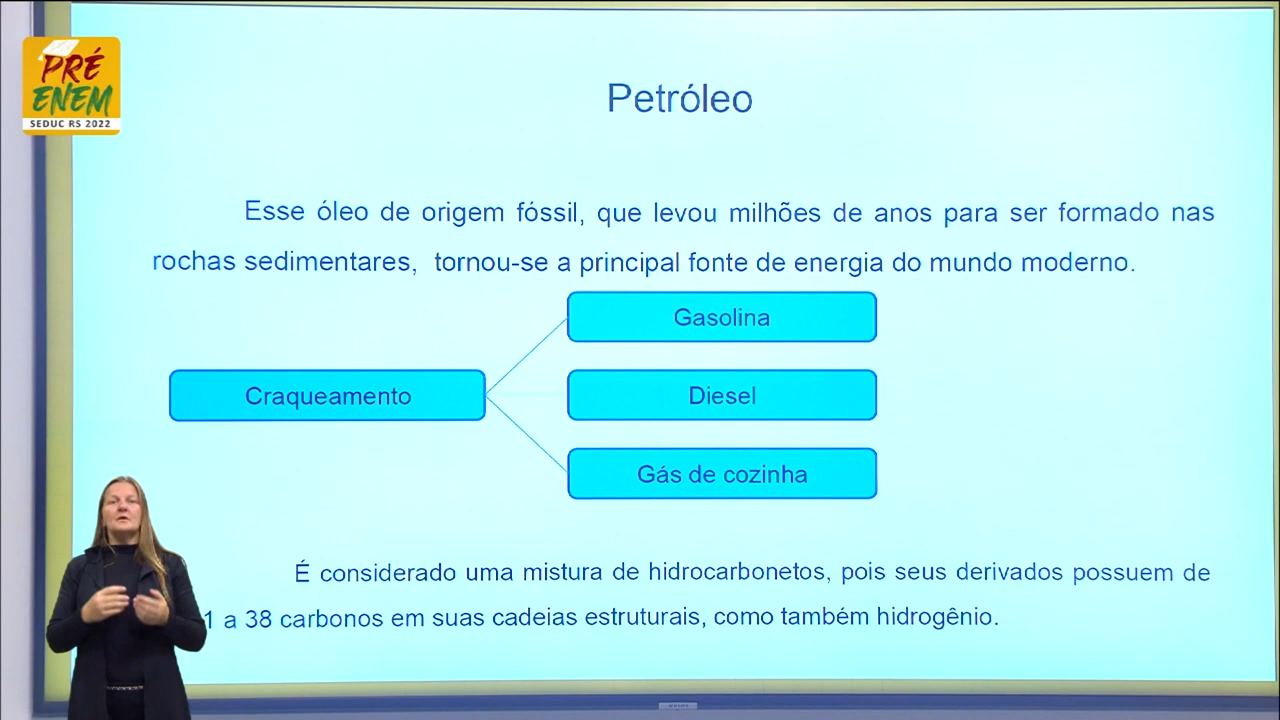 PRÉ
ENEM
SEDUC RS 2022
Petróleo
Esse óleo de origem fóssil, que levou milhões de anos para ser formado nas
rochas sedimentares, tornou-se a principal fonte de energia do mundo moderno.
Gasolina
Craqueamento
Diesel
Gás de cozinha
É considerado uma mistura de hidrocarbonetos, pois seus derivados possuem de
1 a 38 carbonos em suas cadeias estruturais, como também hidrogênio.